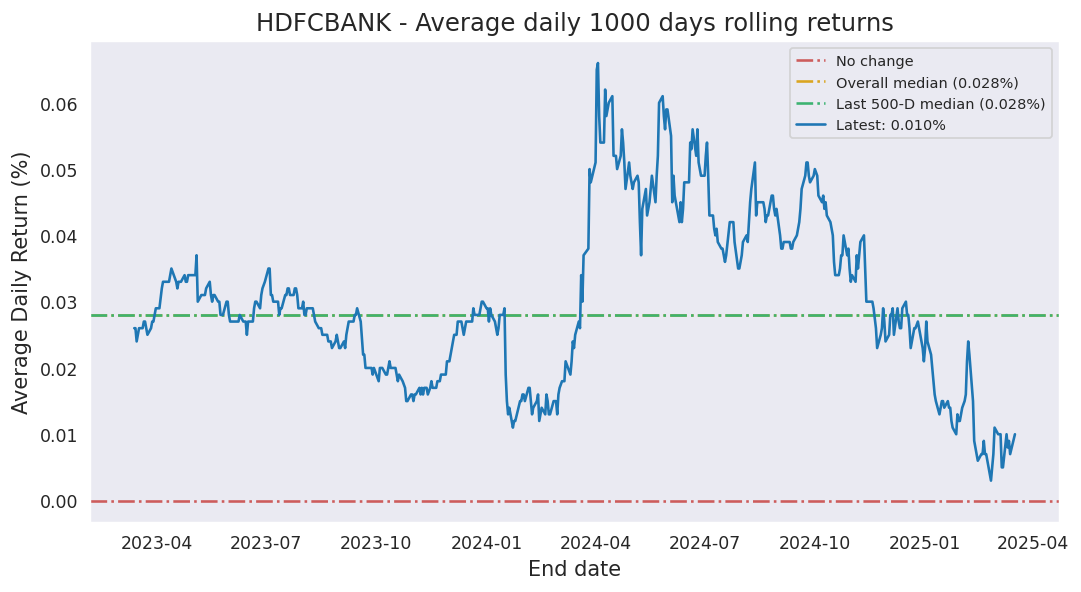 HDFCBANK - Average daily 1000 days rolling returns
No change
Overall median (0.028%)
Last 500-D median (0.028%)
Latest: 0.010%
Average Daily Return (%)
0.06
0.05
0.04
0.03
0.02
0.01
0.00
2023-04 2023-07 2023-10 2024-01 2024-04 2024-07 2024-10 2025-01 2025-04
End date